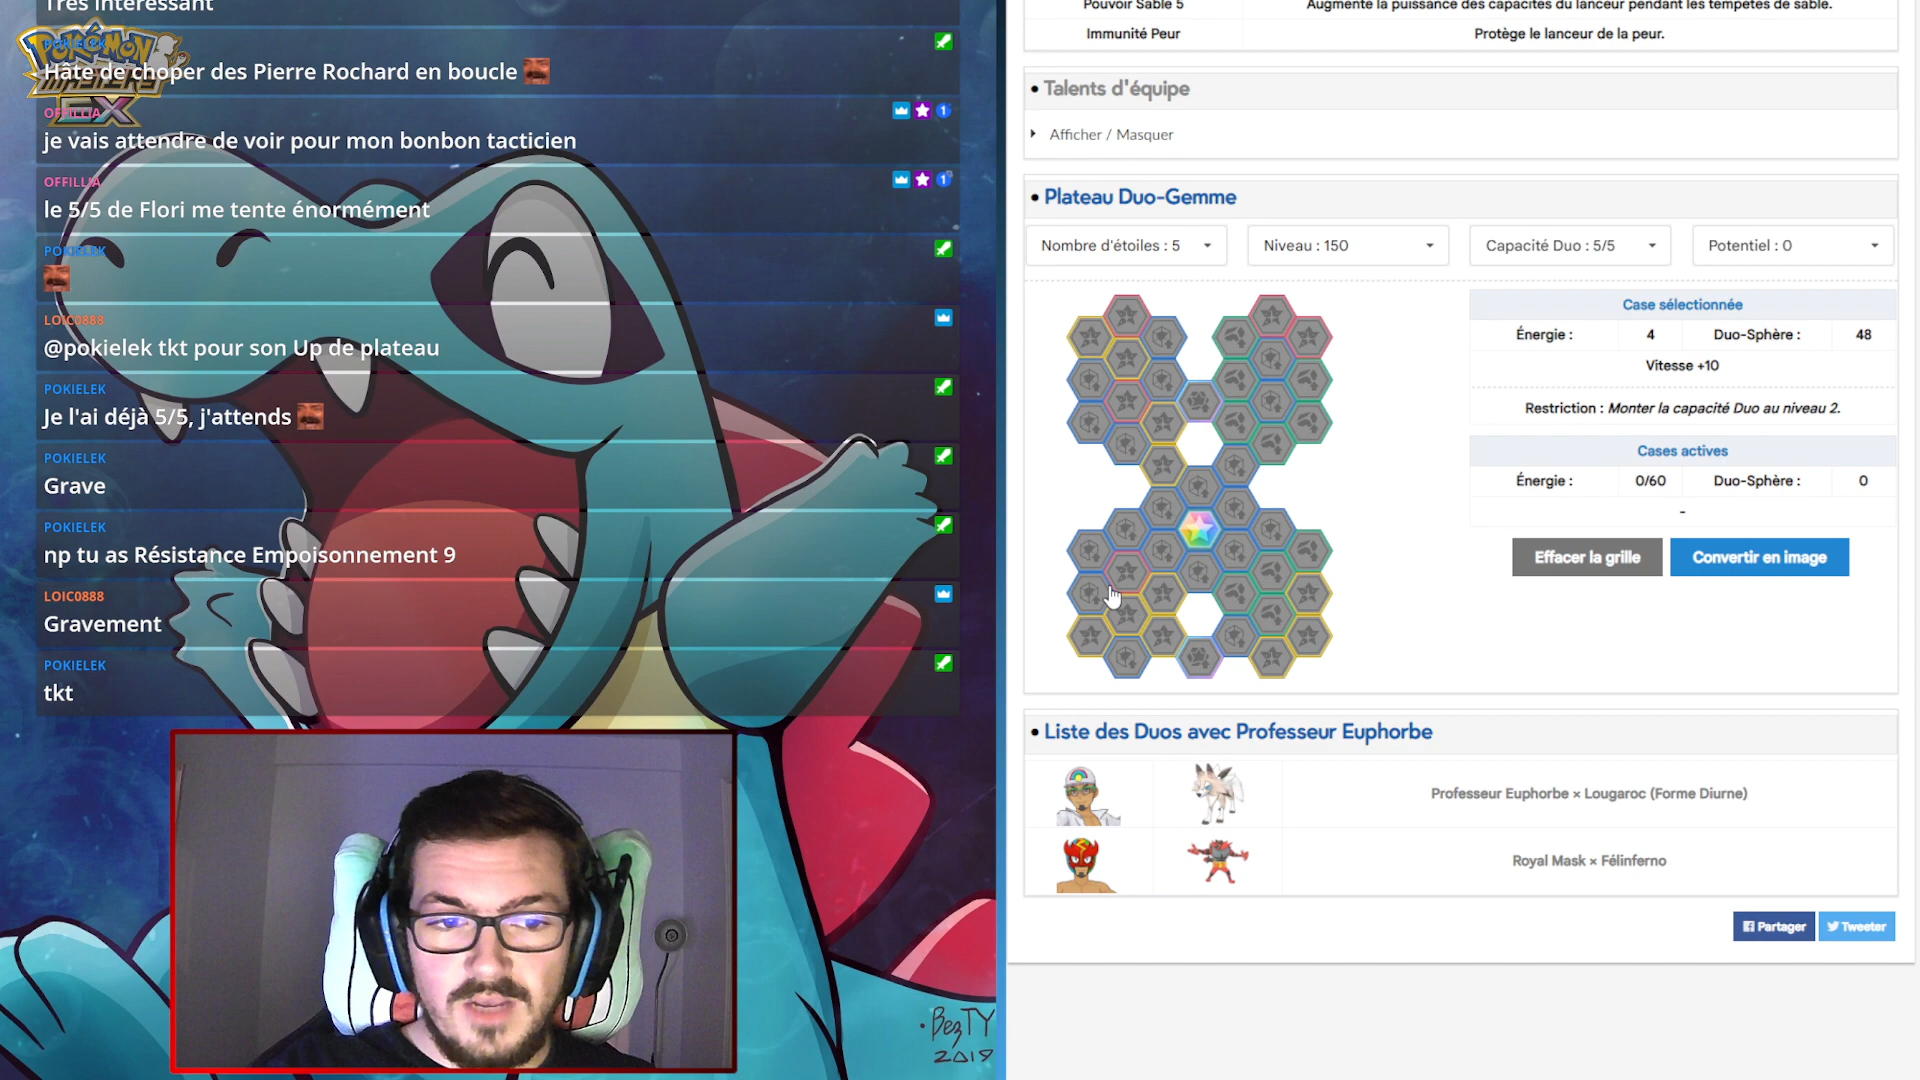 Très intéressant
POKIELEK
Hâte de choper des Pierre Rochard en boucle
POKÉMON
MASTERS
EX
OFFILLIA
je vais attendre de voir pour mon bonbon tacticien
OFFILLIA
le 5/5 de Flori me tente énormément
POKIELEK
LOIC0888
@pokielek tkt pour son Up de plateau
POKIELEK
Je l'ai déjà 5/5, j'attends
POKIELEK
Grave
POKIELEK
np tu as Résistance Empoisonnement 9
LOIC0888
Gravement
POKIELEK
tkt
BezTY
2019
Pouvoir Sable 5
Augmente la puissance des capacités du lanceur pendant les tempêtes de sable.
Immunité Peur
Protège le lanceur de la peur.
• Talents d'équipe
Afficher / Masquer
• Plateau Duo-Gemme
Nombre d'étoiles : 5
Niveau : 150
Capacité Duo : 5/5
Potentiel : 0
Case sélectionnée
Énergie : 4 Duo-Sphère : 48
Vitesse +10
Restriction : Monter la capacité Duo au niveau 2.
Cases actives
Énergie : 0/60 Duo-Sphère : 0
-
Effacer la grille
Convertir en image
• Liste des Duos avec Professeur Euphorbe
Professeur Euphorbe × Lougaroc (Forme Diurne)
Royal Mask × Félinferno
Partager
Tweeter